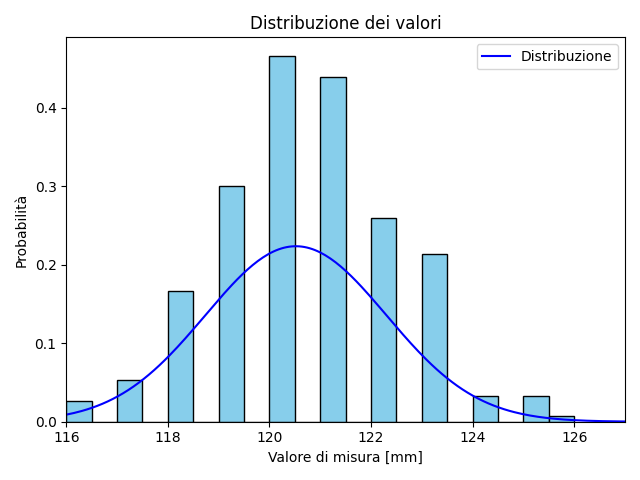 Distribuzione dei valori
Distribuzione
Probabilità
0.4
0.3
0.2
0.1
0.0
116 118 120 122 124 126
Valore di misura [mm]